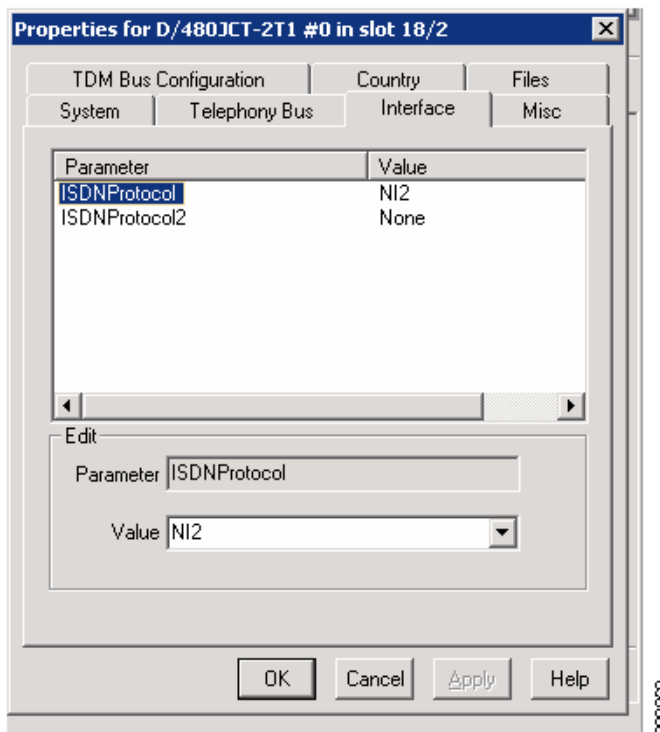 Properties for D/480JCT-2T1 #0 in slot 18/2
TDM Bus Configuration Country Files
System Telephony Bus Interface Misc
Parameter Value
ISDNProtocol NI2
ISDNProtocol2 None
Edit
Parameter ISDNProtocol
Value NI2
OK Cancel Apply Help